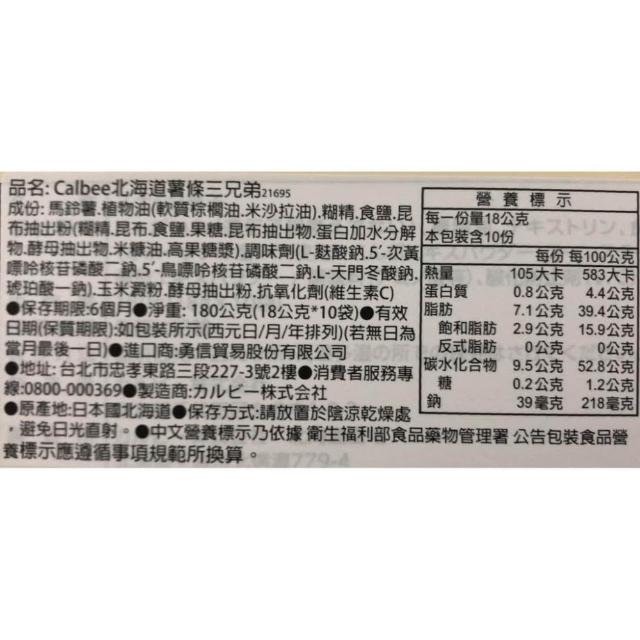 品名: Calbee北海道薯條三兄弟21695
成份: 馬鈴薯.植物油(軟質棕櫚油.米沙拉油).糊精.食鹽.昆
布抽出粉(糊精.昆布.食鹽.果糖.昆布抽出物.蛋白加水分解
物.酵母抽出物.米糠油.高果糖漿).調味劑(L-麩酸鈉.5′-次黃
嘌呤核苷磷酸二鈉.5′-鳥嘌呤核苷磷酸二鈉.L-天門冬酸鈉.
琥珀酸一鈉).玉米澱粉.酵母抽出粉.抗氧化劑(維生素C)
●保存期限:6個月●淨重: 180公克(18公克*10袋)●有效
日期(保質期限):如包裝所示(西元日/月/年排列)(若無日為
當月最後一日)●進口商:勇信貿易股份有限公司
●地址: 台北市忠孝東路三段227-3號2樓●消費者服務專
線:0800-000369●製造商:カルビー株式会社
●原產地:日本國北海道●保存方式:請放置於陰涼乾燥處
，避免日光直射。●中文營養標示乃依據 衛生福利部食品藥物管理署 公告包裝食品營
養標示應遵循事項規範所換算。
營養標示
每一份量18公克
本包裝含10份
每份 每100公克
熱量 105大卡 583大卡
蛋白質 0.8公克 4.4公克
脂肪 7.1公克 39.4公克
飽和脂肪 2.9公克 15.9公克
反式脂肪 0公克 0公克
碳水化合物 9.5公克 52.8公克
糖 0.2公克 1.2公克
鈉 39毫克 218毫克
779-4